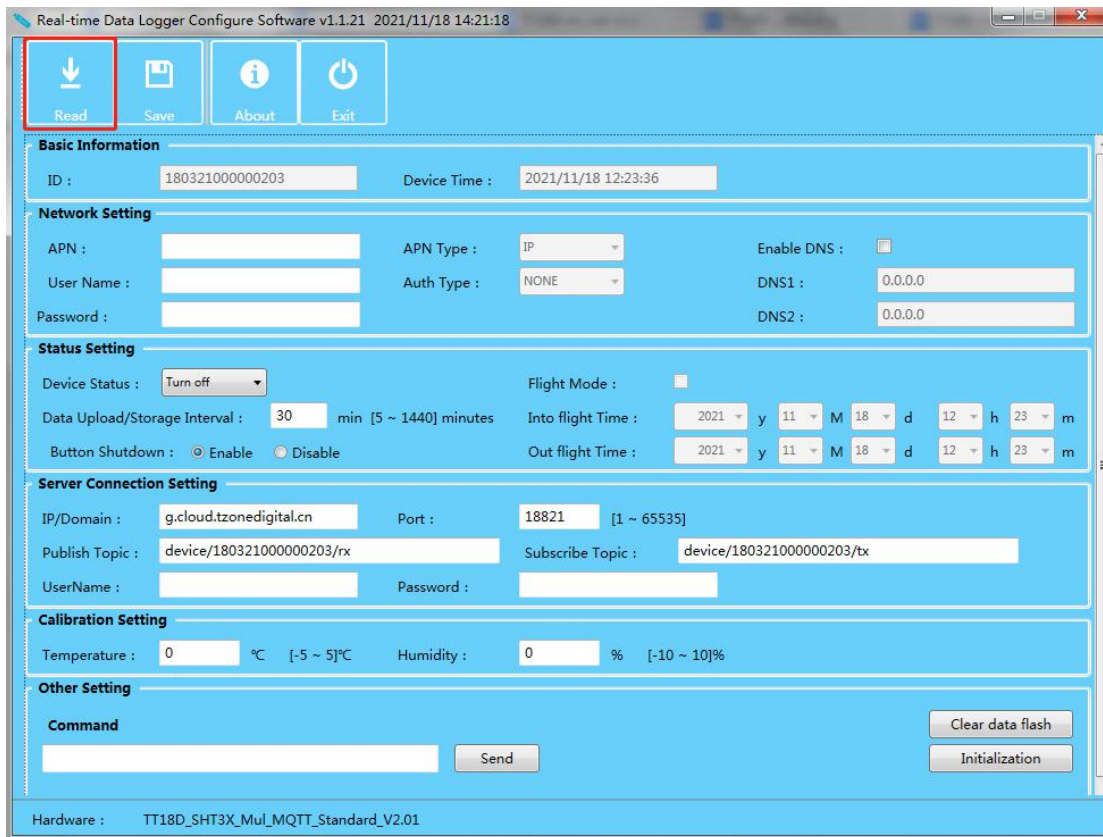 Real-time Data Logger Configure Software v1.1.21 2021/11/18 14:21:18
Read Save About Exit
Basic Information
ID : 180321000000203 Device Time : 2021/11/18 12:23:36
Network Setting
APN : APN Type : IP Enable DNS :
User Name : Auth Type : NONE DNS1 : 0.0.0.0
Password : DNS2 : 0.0.0.0
Status Setting
Device Status : Turn off Flight Mode :
Data Upload/Storage Interval : 30 min [5 ~ 1440] minutes Into flight Time : 2021 y 11 M 18 d 12 h 23 m
Button Shutdown : Enable Disable Out flight Time : 2021 y 11 M 18 d 12 h 23 m
Server Connection Setting
IP/Domain : g.cloud.tzonedigital.cn Port : 18821 [1 ~ 65535]
Publish Topic : device/180321000000203/rx Subscribe Topic : device/180321000000203/tx
UserName : Password :
Calibration Setting
Temperature : 0 ℃ [-5 ~ 5]℃ Humidity : 0 % [-10 ~ 10]%
Other Setting
Command Clear data flash
Send Initialization
Hardware : TT18D_SHT3X_Mul_MQTT_Standard_V2.01